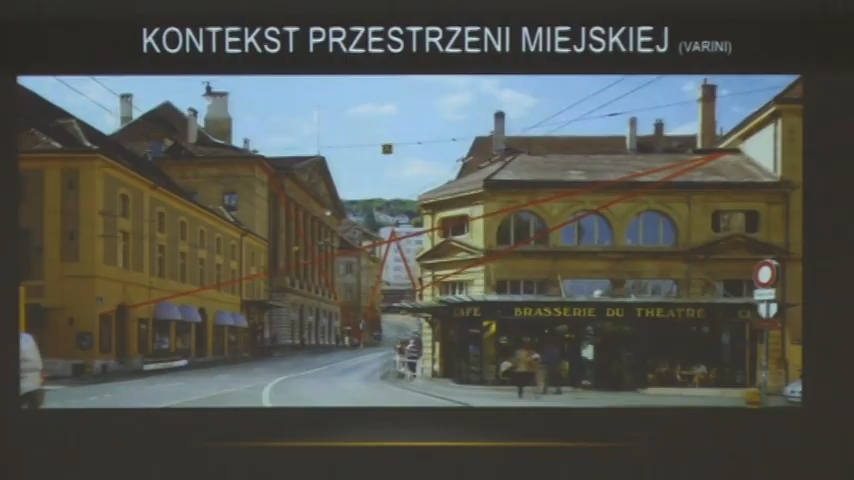 KONTEKST PRZESTRZENI MIEJSKIEJ (VARINI)
CAFE BRASSERIE DU THEATRE